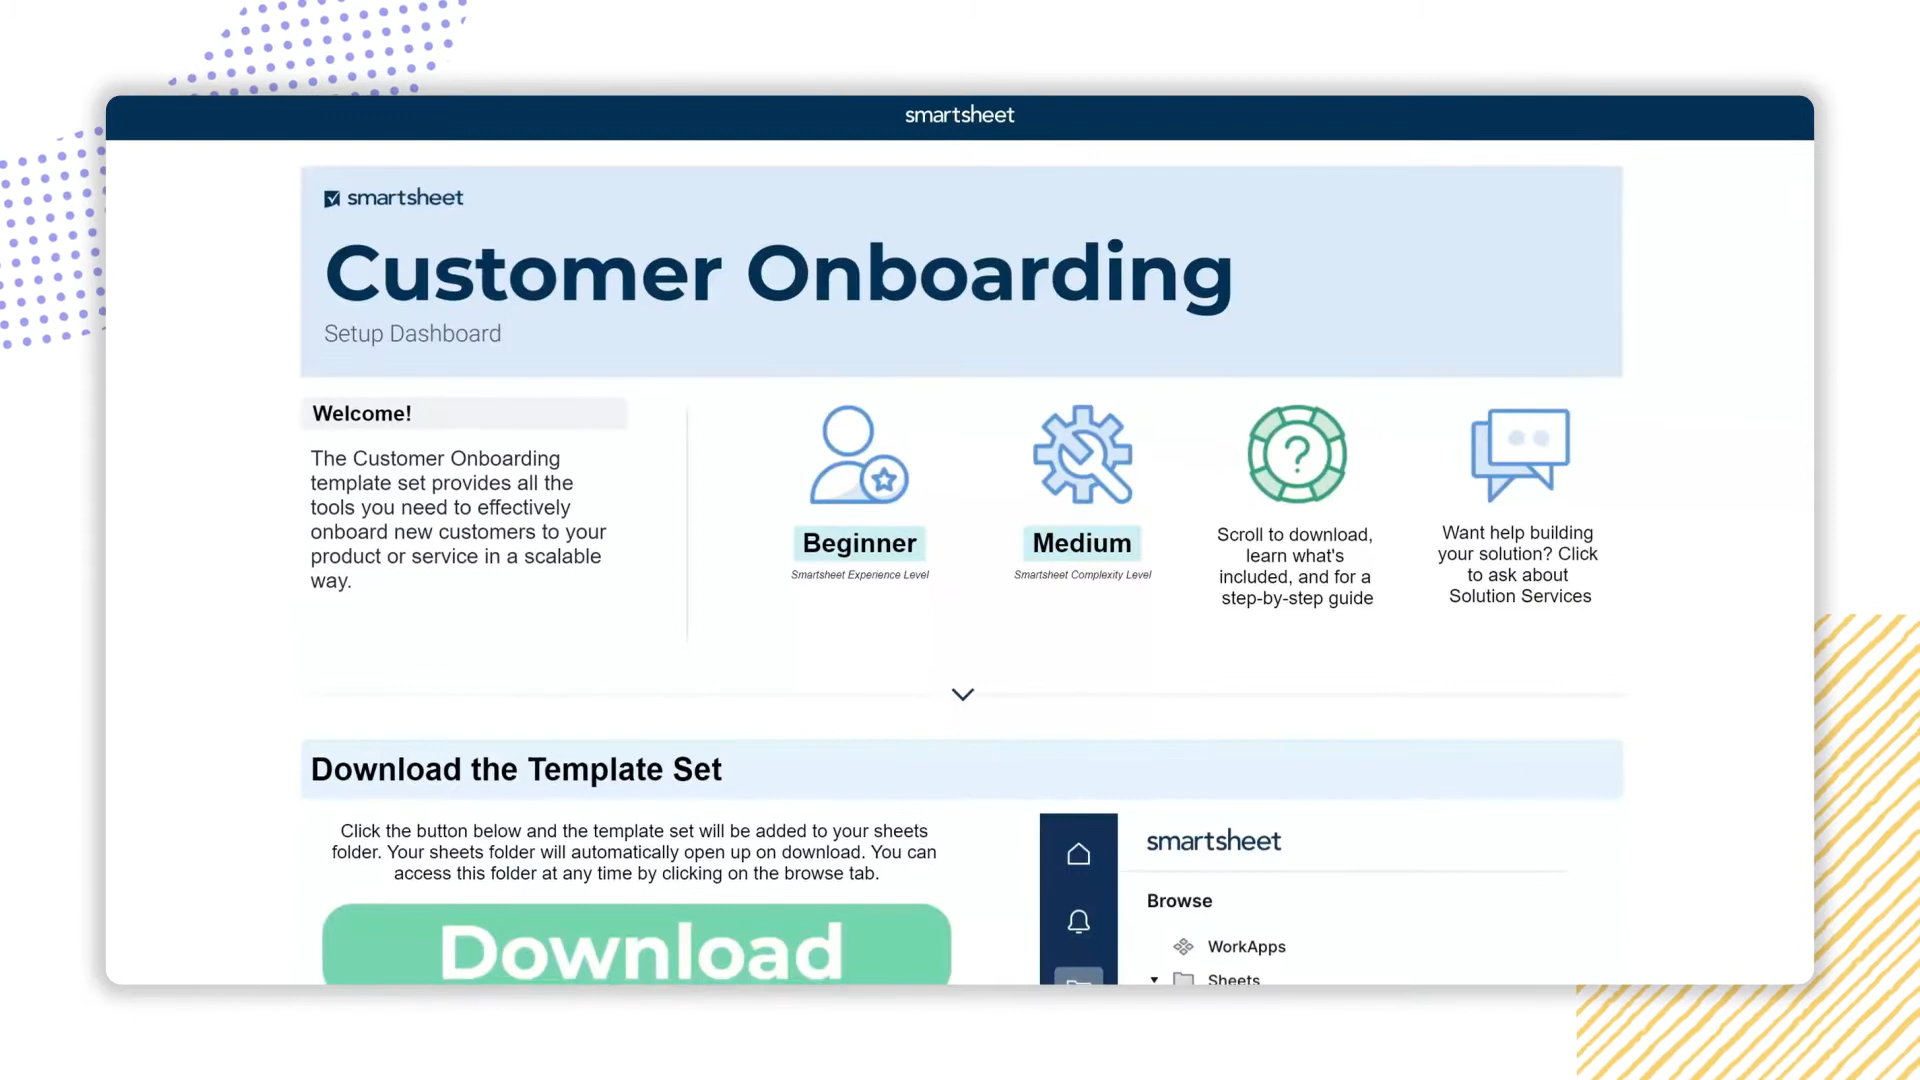 smartsheet
smartsheet
Customer Onboarding
Setup Dashboard
Welcome!
The Customer Onboarding
template set provides all the
tools you need to effectively
onboard new customers to your
product or service in a scalable
way.
Beginner
Smartsheet Experience Level
Medium
Smartsheet Complexity Level
Scroll to download,
learn what's
included, and for a
step-by-step guide
Want help building
your solution? Click
to ask about
Solution Services
Download the Template Set
Click the button below and the template set will be added to your sheets
folder. Your sheets folder will automatically open up on download. You can
access this folder at any time by clicking on the browse tab.
Download
smartsheet
Browse
WorkApps
Sheets